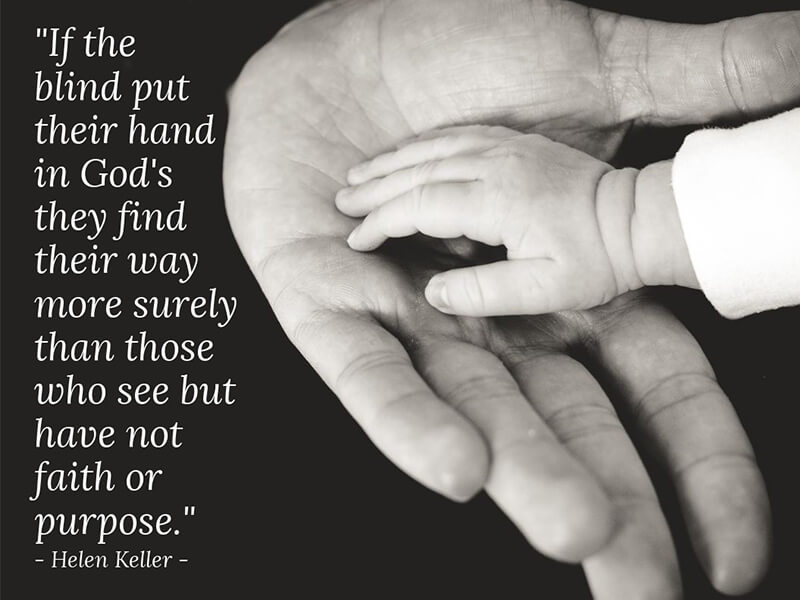 "If the
blind put
their hand
in God's
they find
their way
more surely
than those
who see but
have not
faith or
purpose."
- Helen Keller -